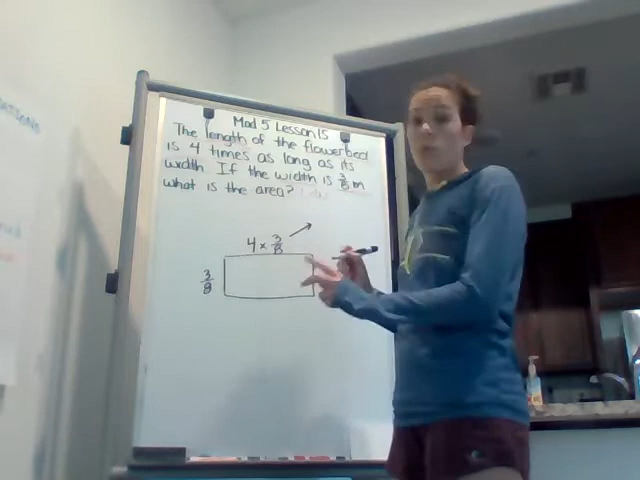 Mod 5 Lesson 15
The length of the flowerbed
is 4 times as long as its
width If the width is 3/8 m
what is the area?
4 × 3/8
3/8